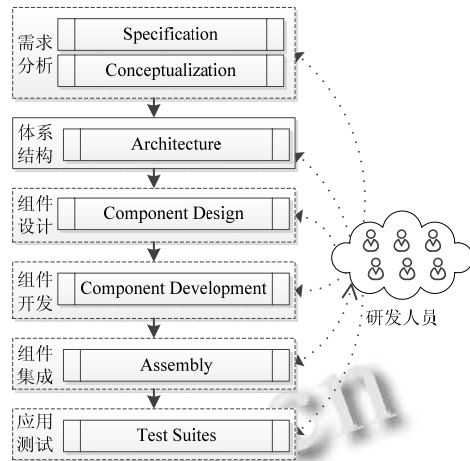 需求
分析
Specification
Conceptualization
体系
结构
Architecture
组件
设计
Component Design
组件
开发
Component Development
组件
集成
Assembly
应用
测试
Test Suites
研发人员
cn